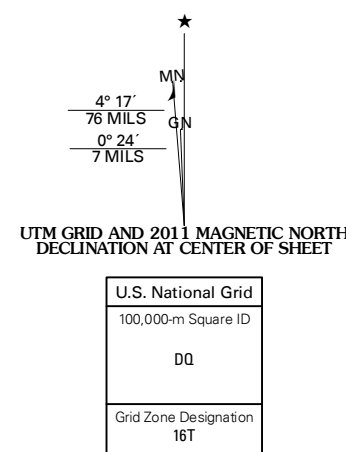 MN
4° 17´
76 MILS
GN
0° 24´
7 MILS
UTM GRID AND 2011 MAGNETIC NORTH
DECLINATION AT CENTER OF SHEET
U.S. National Grid
100,000-m Square ID
DQ
Grid Zone Designation
16T